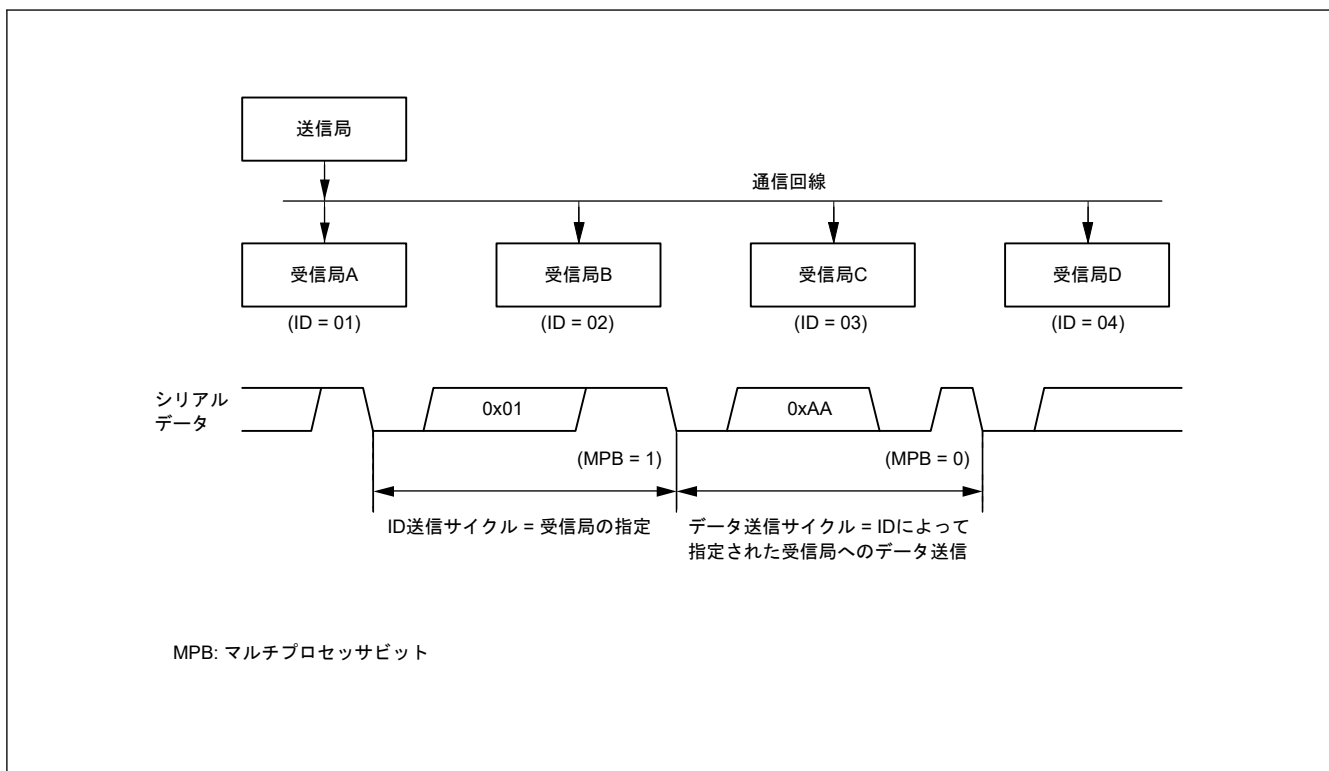 送信局
通信回線
受信局A
受信局B
受信局C
受信局D
(ID = 01)
(ID = 02)
(ID = 03)
(ID = 04)
シリアル
データ
0x01
0xAA
(MPB = 1)
(MPB = 0)
ID送信サイクル = 受信局の指定
データ送信サイクル = IDによって
指定された受信局へのデータ送信
MPB: マルチプロセッサビット